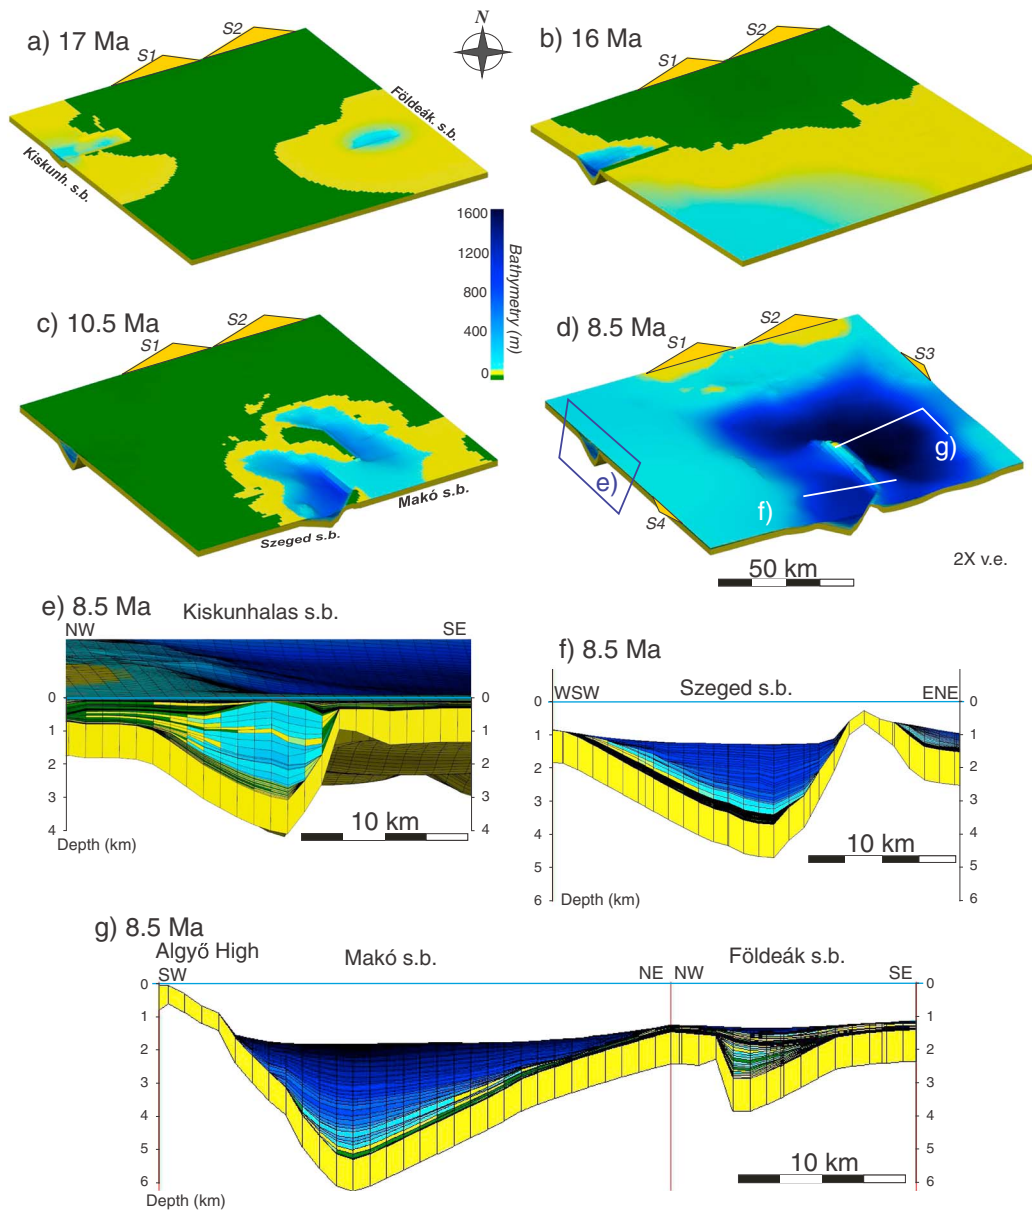 a) 17 Ma
S1
S2
N
Kiskunh. s.b.
Földeák. s.b.
b) 16 Ma
S1
S2
1600
1200
800
400
0
Bathymetry (m)
c) 10.5 Ma
S1
S2
Szeged s.b.
Makó s.b.
d) 8.5 Ma
S1
S2
S3
S4
e)
f)
g)
50 km
2X v.e.
e) 8.5 Ma
Kiskunhalas s.b.
NW
SE
0
1
2
3
4
0
1
2
3
4
10 km
Depth (km)
f) 8.5 Ma
Szeged s.b.
WSW
ENE
0
1
2
3
4
5
6
0
1
2
3
4
5
6
10 km
Depth (km)
g) 8.5 Ma
Algyő High
Makó s.b.
Földeák s.b.
SW
NE
NW
SE
0
1
2
3
4
5
6
0
1
2
3
4
5
6
10 km
Depth (km)